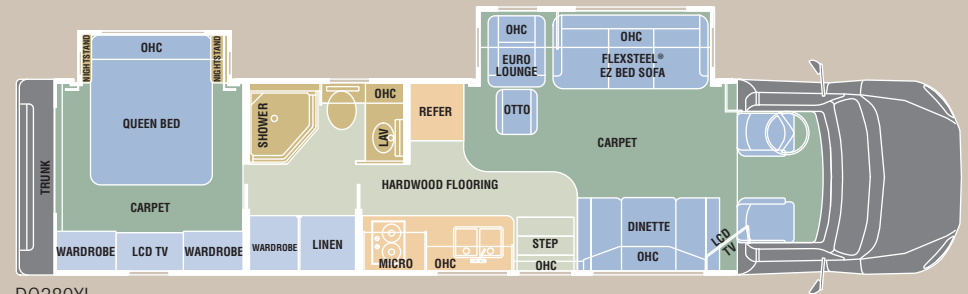 OHC
OHC
OHC
NIGHTSTAND
NIGHTSTAND
EURO
LOUNGE
FLEXSTEEL®
EZ BED SOFA
QUEEN BED
SHOWER
OHC
LAV
REFER
OTTO
CARPET
TRUNK
HARDWOOD FLOORING
CARPET
WARDROBE
LCD TV
WARDROBE
WARDROBE
LINEN
MICRO
OHC
STEP
OHC
DINETTE
OHC
LCD
TV